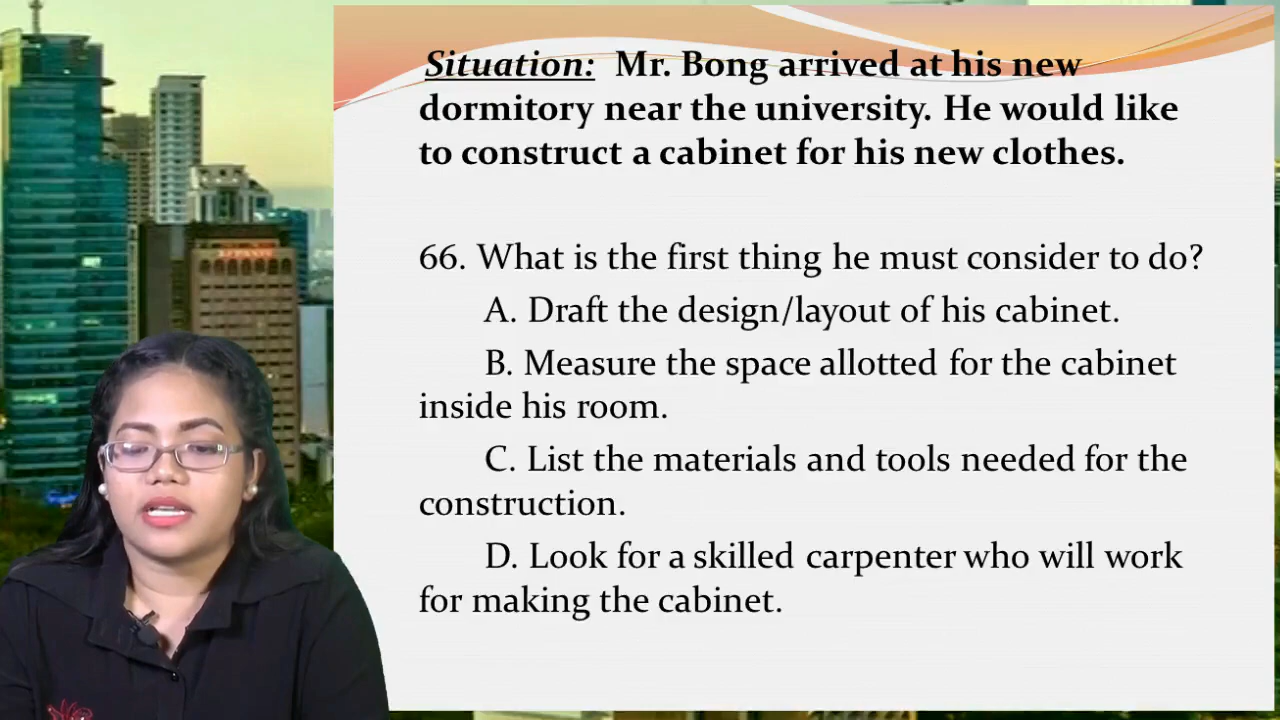 Situation: Mr. Bong arrived at his new
dormitory near the university. He would like
to construct a cabinet for his new clothes.
66. What is the first thing he must consider to do?
A. Draft the design/layout of his cabinet.
B. Measure the space allotted for the cabinet
inside his room.
C. List the materials and tools needed for the
construction.
D. Look for a skilled carpenter who will work
for making the cabinet.